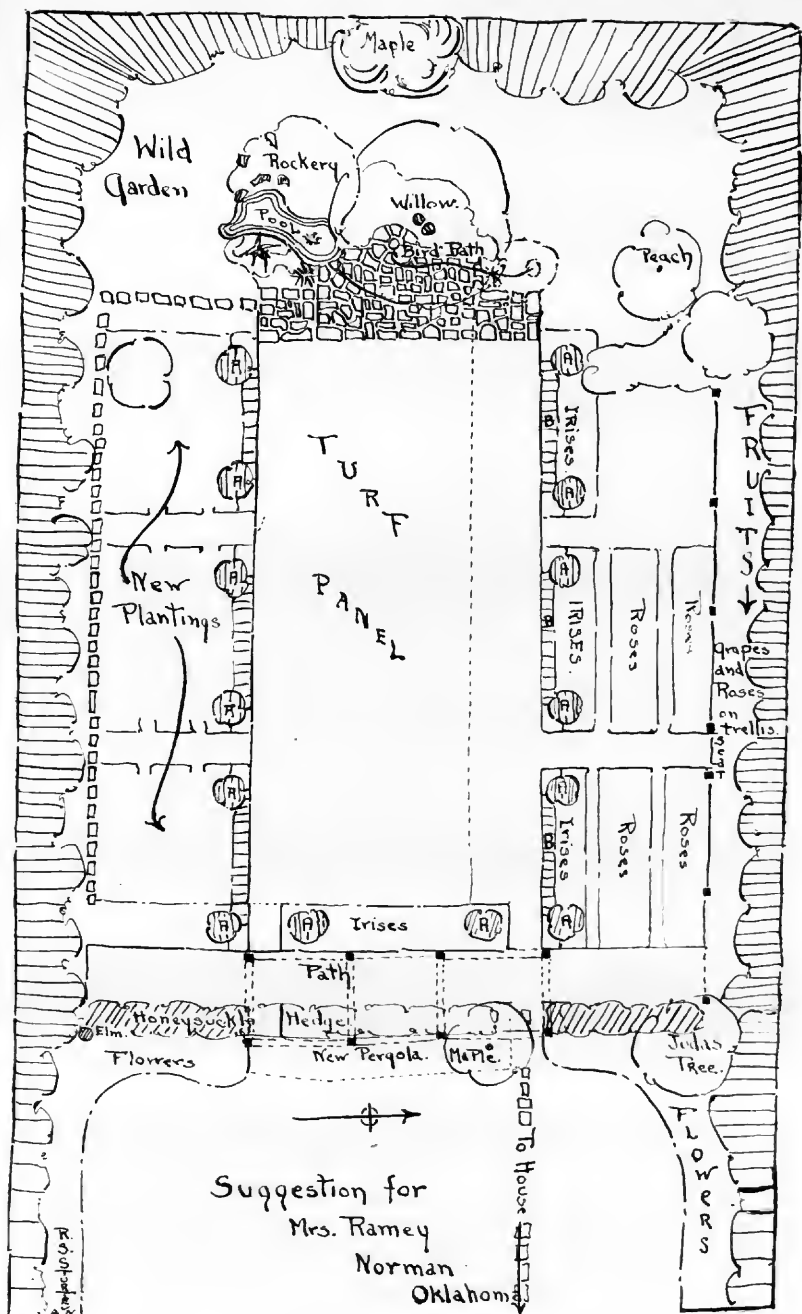 Maple
Wild
Garden
Rockery
Pool
Willow.
Bird Bath
Peach
A
A
A
A
B
IRises
FRUITS
TURF
PANEL
New
Plantings
A
A
A
A
B
IRISES.
Roses
Roses
Grapes
and
Roses
on
trellis.
seat
A
A
A
A
B
Irises
Roses
Roses
A
Irises
A
Path
Honeysuckle
Hedge
Elm.
Flowers
New Pergola.
Maple.
Judas
Tree.
FLOWERS
To House
Suggestion for
Mrs. Ramey
Norman
Oklahoma